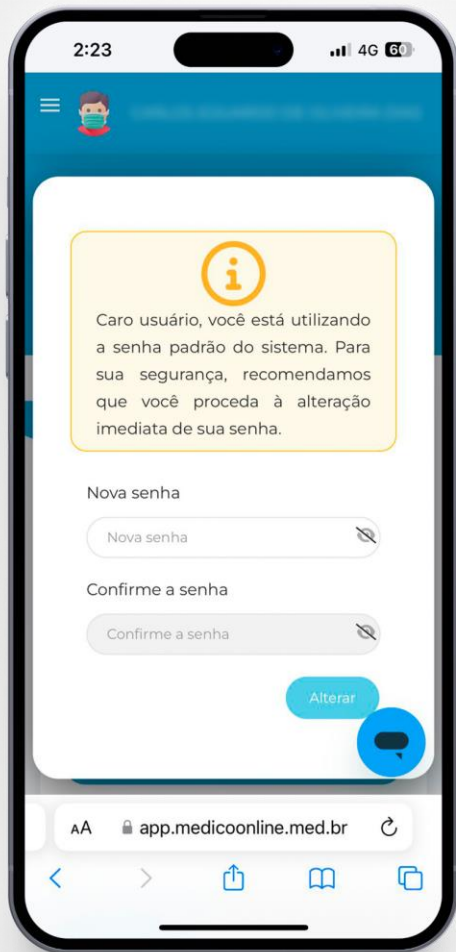 2:23
4G 60
Caro usuário, você está utilizando
a senha padrão do sistema. Para
sua segurança, recomendamos
que você proceda à alteração
imediata de sua senha.
Nova senha
Nova senha
Confirme a senha
Confirme a senha
Alterar
AA app.medicoonline.med.br